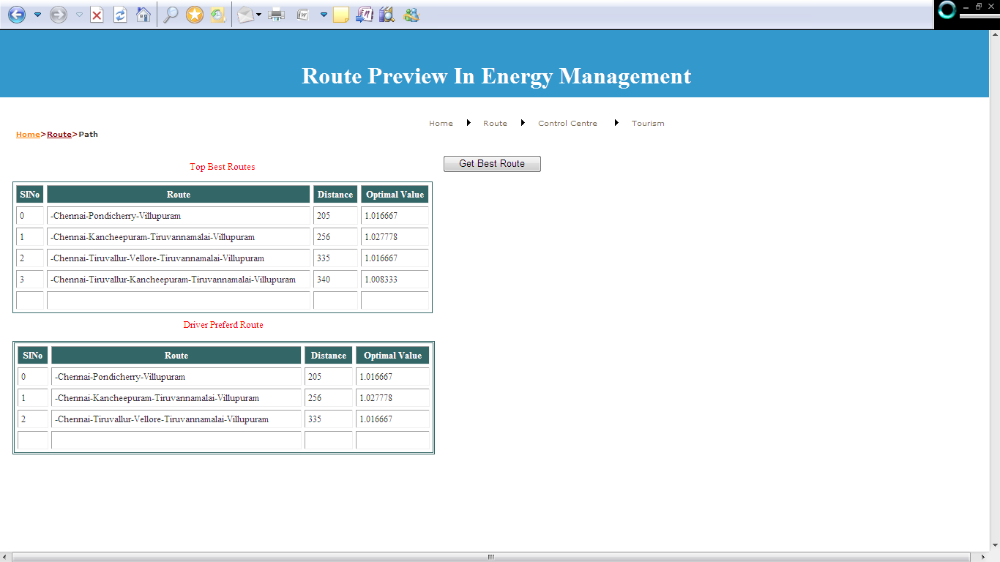 Route Preview In Energy Management
Home Route Control Centre Tourism
Home>Route>Path
Top Best Routes
Get Best Route
SlNo Route Distance Optimal Value
0 -Chennai-Pondicherry-Villupuram 205 1.016667
1 -Chennai-Kancheepuram-Tiruvannamalai-Villupuram 256 1.027778
2 -Chennai-Tiruvallur-Vellore-Tiruvannamalai-Villupuram 335 1.016667
3 -Chennai-Tiruvallur-Kancheepuram-Tiruvannamalai-Villupuram 340 1.008333
Driver Preferd Route
SlNo Route Distance Optimal Value
0 -Chennai-Pondicherry-Villupuram 205 1.016667
1 -Chennai-Kancheepuram-Tiruvannamalai-Villupuram 256 1.027778
2 -Chennai-Tiruvallur-Vellore-Tiruvannamalai-Villupuram 335 1.016667